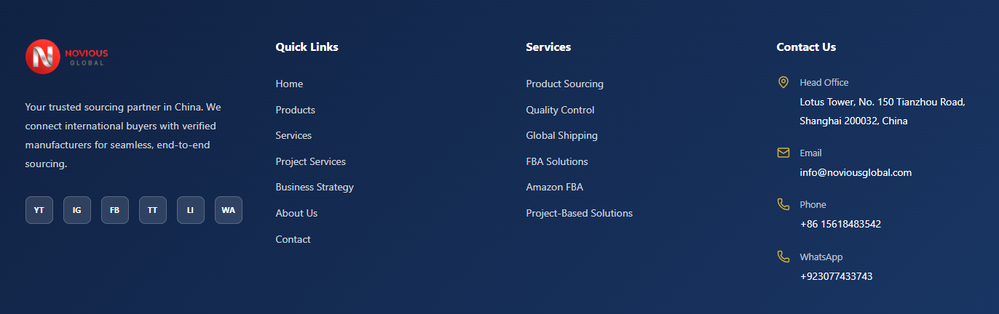 N
NOVIOUS
GLOBAL
Your trusted sourcing partner in China. We
connect international buyers with verified
manufacturers for seamless, end-to-end
sourcing.
YT
IG
FB
TT
LI
WA
Quick Links
Home
Products
Services
Project Services
Business Strategy
About Us
Contact
Services
Product Sourcing
Quality Control
Global Shipping
FBA Solutions
Amazon FBA
Project-Based Solutions
Contact Us
Head Office
Lotus Tower, No. 150 Tianzhou Road,
Shanghai 200032, China
Email
info@noviousglobal.com
Phone
+86 15618483542
WhatsApp
+923077433743